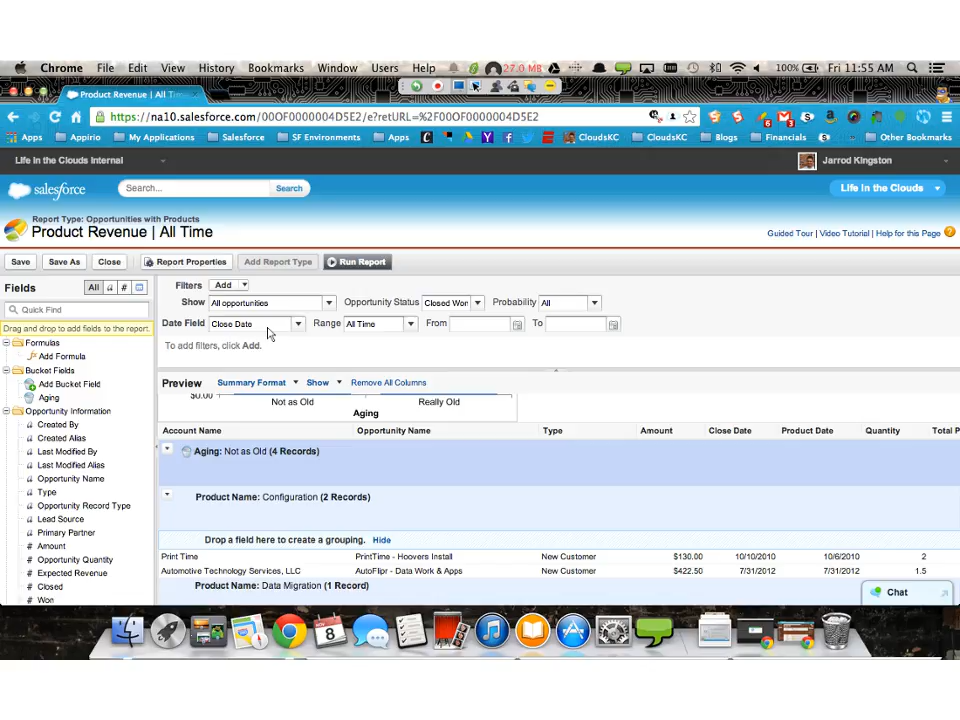 Chrome File Edit View History Bookmarks Window Users Help 27.0 MB 100% Fri 11:55 AM
Product Revenue | All Tim
https://na10.salesforce.com/00OF0000004D5E2/e?retURL=%2F00OF0000004D5E2
Apps Appirio My Applications Salesforce SF Environments Apps CloudsKC CloudsKC Blogs Financials Other Bookmarks
Life in the Clouds Internal Jarrod Kingston
salesforce Search... Search Life in the Clouds
Report Type: Opportunities with Products
Product Revenue | All Time
Guided Tour | Video Tutorial | Help for this Page
Save Save As Close Report Properties Add Report Type Run Report
Fields All a #
Filters Add
Show All opportunities Opportunity Status Closed Won Probability All
Quick Find
Date Field Close Date Range All Time From To
Drag and drop to add fields to the report.
To add filters, click Add.
Formulas
Add Formula
Bucket Fields
Add Bucket Field
Aging
Opportunity Information
Created By
Created Alias
Last Modified By
Last Modified Alias
Opportunity Name
Type
Opportunity Record Type
Lead Source
Primary Partner
Amount
Opportunity Quantity
Expected Revenue
Closed
Won
Preview Summary Format Show Remove All Columns
$0.00
Not as Old Really Old
Aging
Account Name Opportunity Name Type Amount Close Date Product Date Quantity Total P
Aging: Not as Old (4 Records)
Product Name: Configuration (2 Records)
Drop a field here to create a grouping. Hide
Print Time PrintTime - Hoovers Install New Customer $130.00 10/10/2010 10/6/2010 2
Automotive Technology Services, LLC AutoFlipr - Data Work & Apps New Customer $422.50 7/31/2012 7/31/2012 1.5
Product Name: Data Migration (1 Record)
Chat
NOV
8